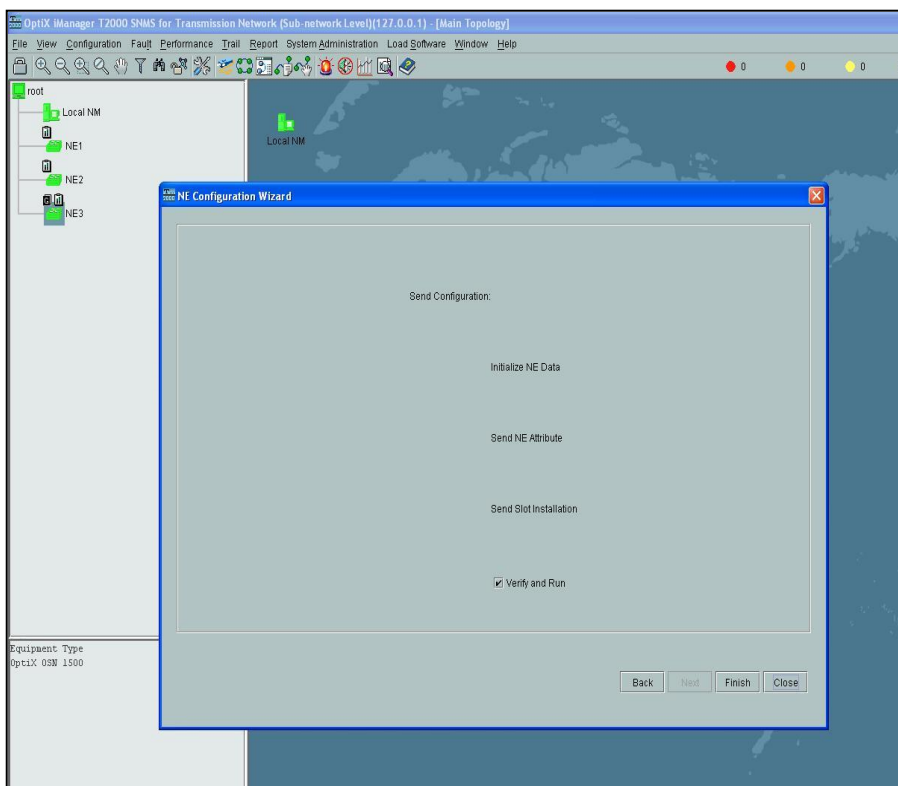 OptiX iManager T2000 SNMS for Transmission Network (Sub-network Level)(127.0.0.1) - [Main Topology]
File View Configuration Fault Performance Trail Report System Administration Load Software Window Help
0 0 0
root
Local NM
NE1
NE2
NE3
Local NM
NE Configuration Wizard
Send Configuration:
Initialize NE Data
Send NE Attribute
Send Slot Installation
Verify and Run
Back Next Finish Close
Equipment Type
OptiX OSN 1500